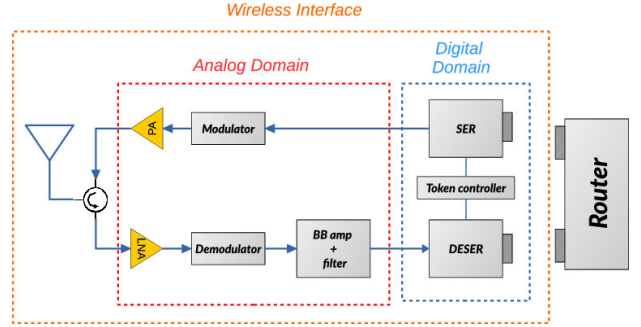 Wireless Interface
Analog Domain
Digital
Domain
PA
Modulator
SER
Token controller
Router
LNA
Demodulator
BB amp
+
filter
DESER